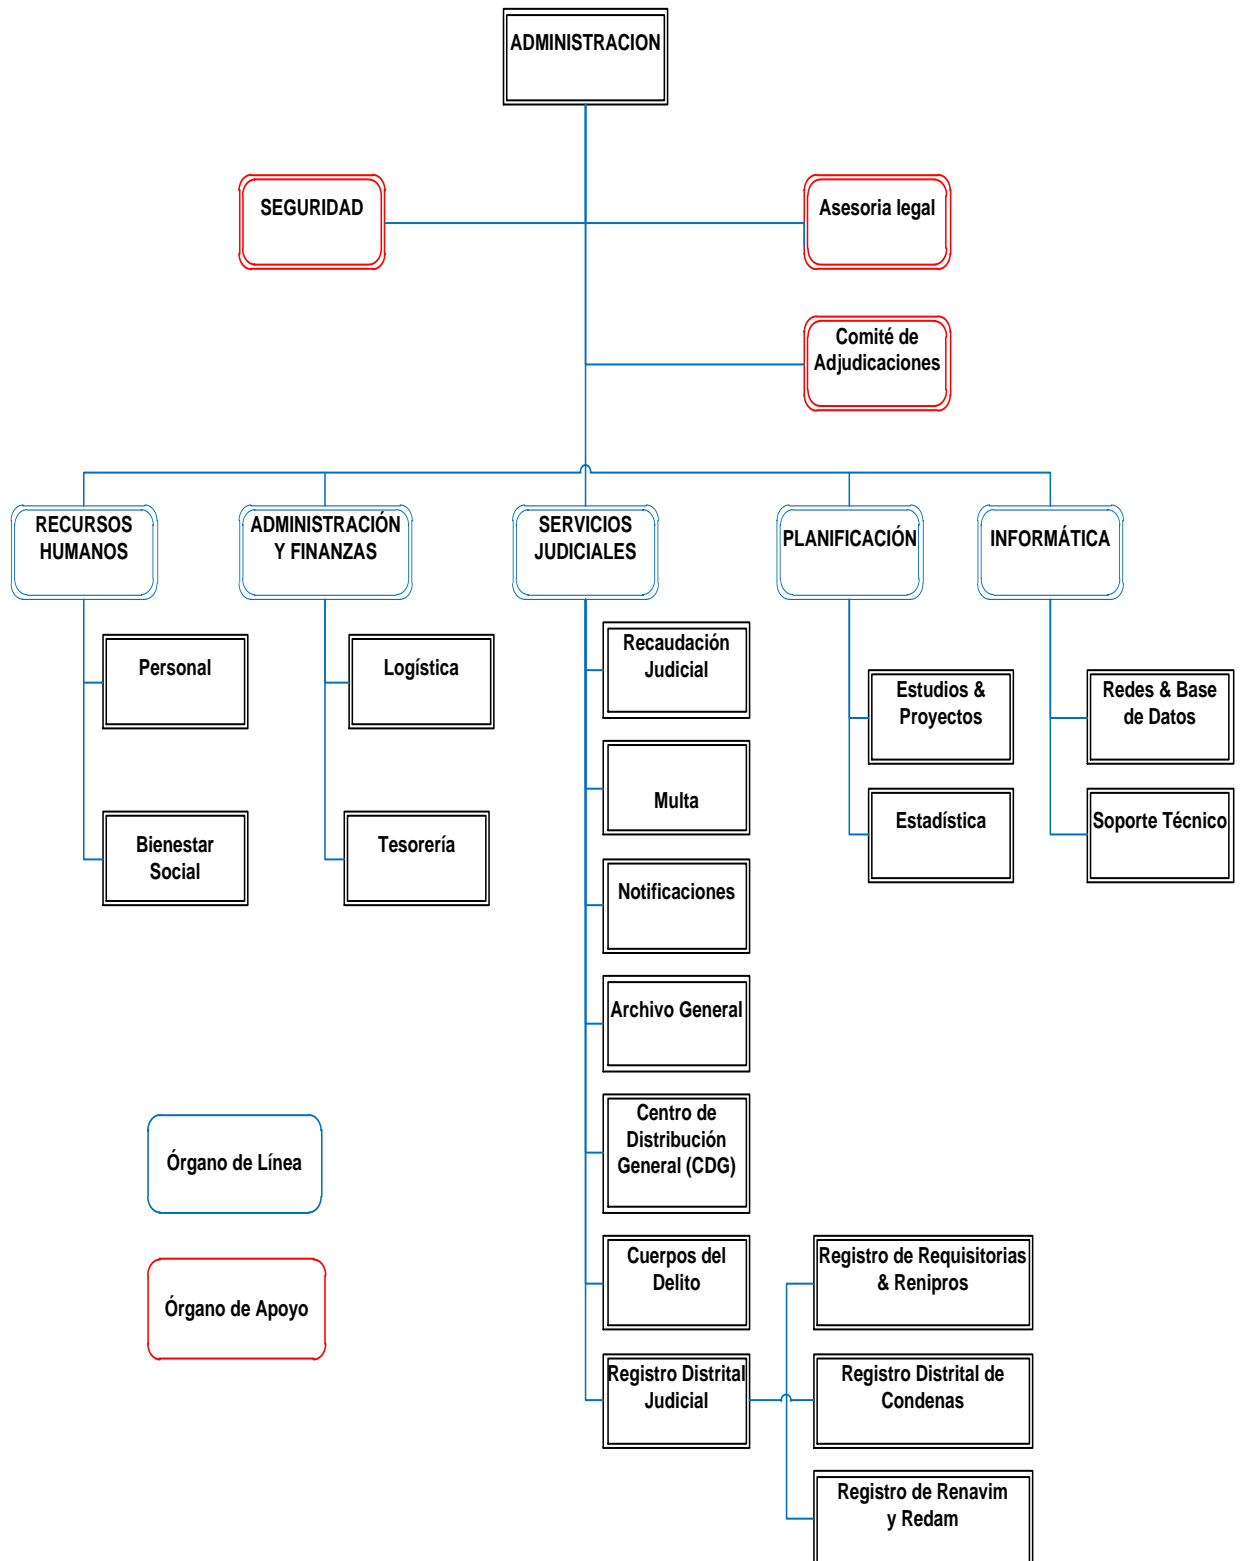 ADMINISTRACION
SEGURIDAD
Asesoria legal
Comité de
Adjudicaciones
RECURSOS
HUMANOS
ADMINISTRACIÓN
Y FINANZAS
SERVICIOS
JUDICIALES
PLANIFICACIÓN
INFORMÁTICA
Personal
Bienestar
Social
Logística
Tesorería
Recaudación
Judicial
Multa
Notificaciones
Archivo General
Centro de
Distribución
General (CDG)
Cuerpos del
Delito
Registro Distrital
Judicial
Estudios &
Proyectos
Estadística
Redes & Base
de Datos
Soporte Técnico
Registro de Requisitorias
& Renipros
Registro Distrital de
Condenas
Registro de Renavim
y Redam
Órgano de Línea
Órgano de Apoyo